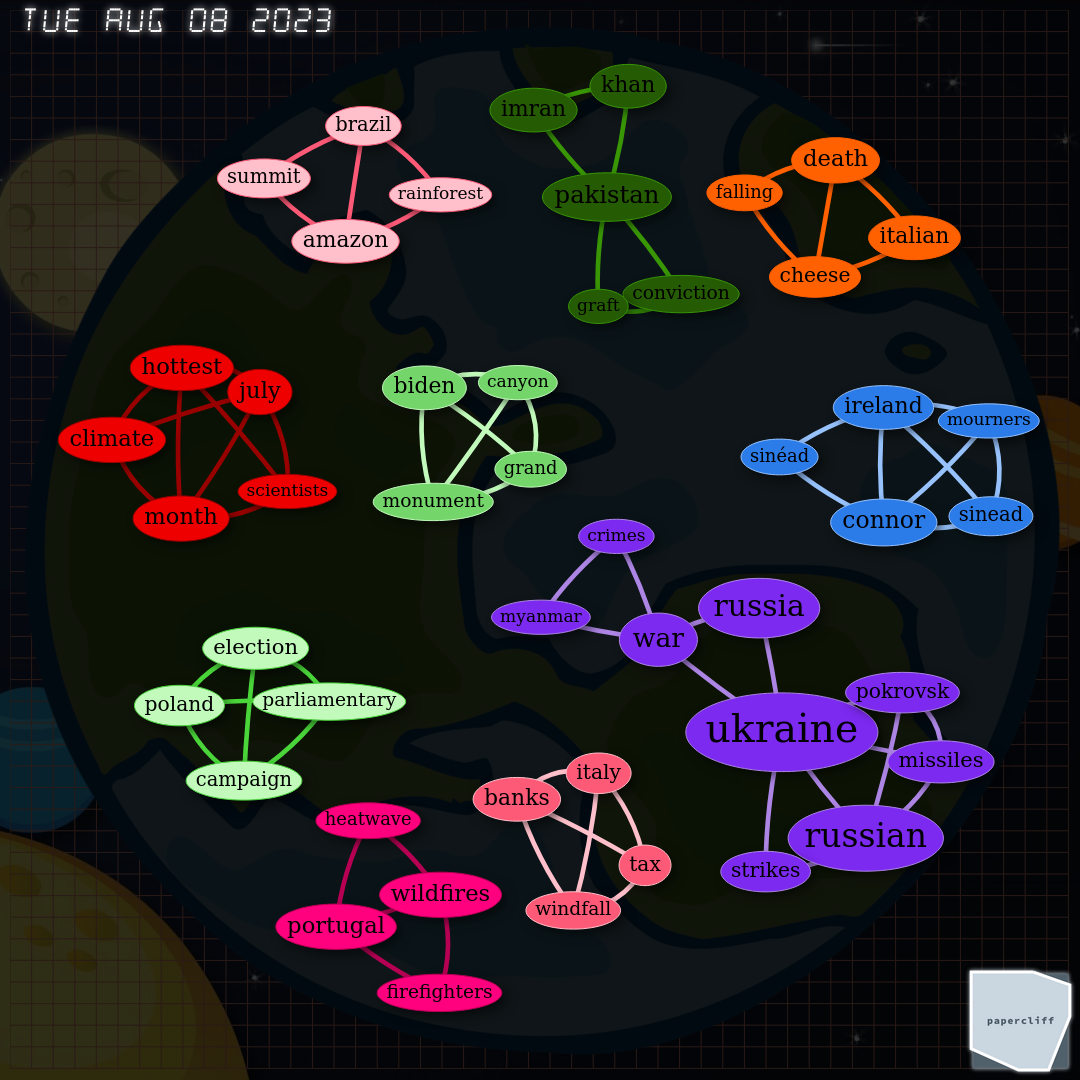 TUE AUG 08 2023
khan
imran
brazil
death
summit
falling
rainforest
pakistan
amazon
italian
cheese
conviction
graft
hottest
july
biden
canyon
ireland
mourners
climate
sinéad
grand
scientists
monument
month
connor
sinead
crimes
myanmar
russia
war
election
pokrovsk
parliamentary
poland
ukraine
missiles
campaign
italy
banks
heatwave
russian
tax
strikes
wildfires
windfall
portugal
firefighters
papercliff